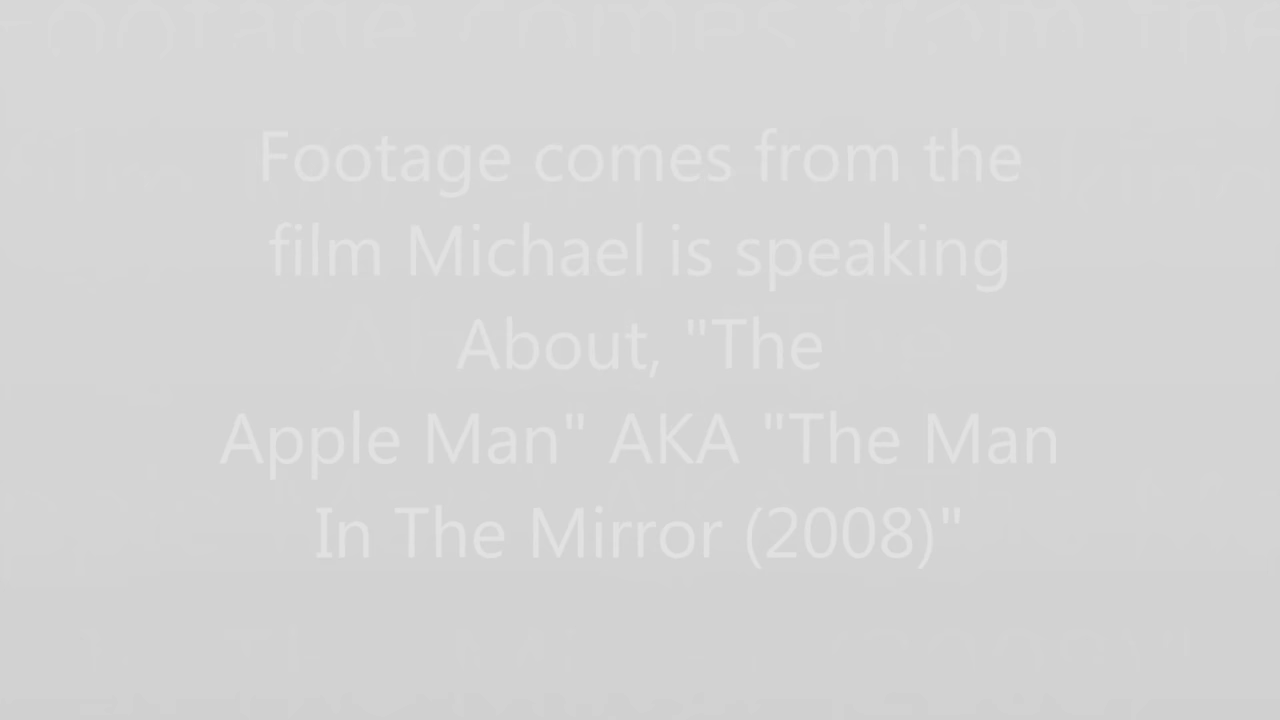 Footage comes from the
film Michael is speaking
About, "The
Apple Man" AKA "The Man
In The Mirror (2008)"